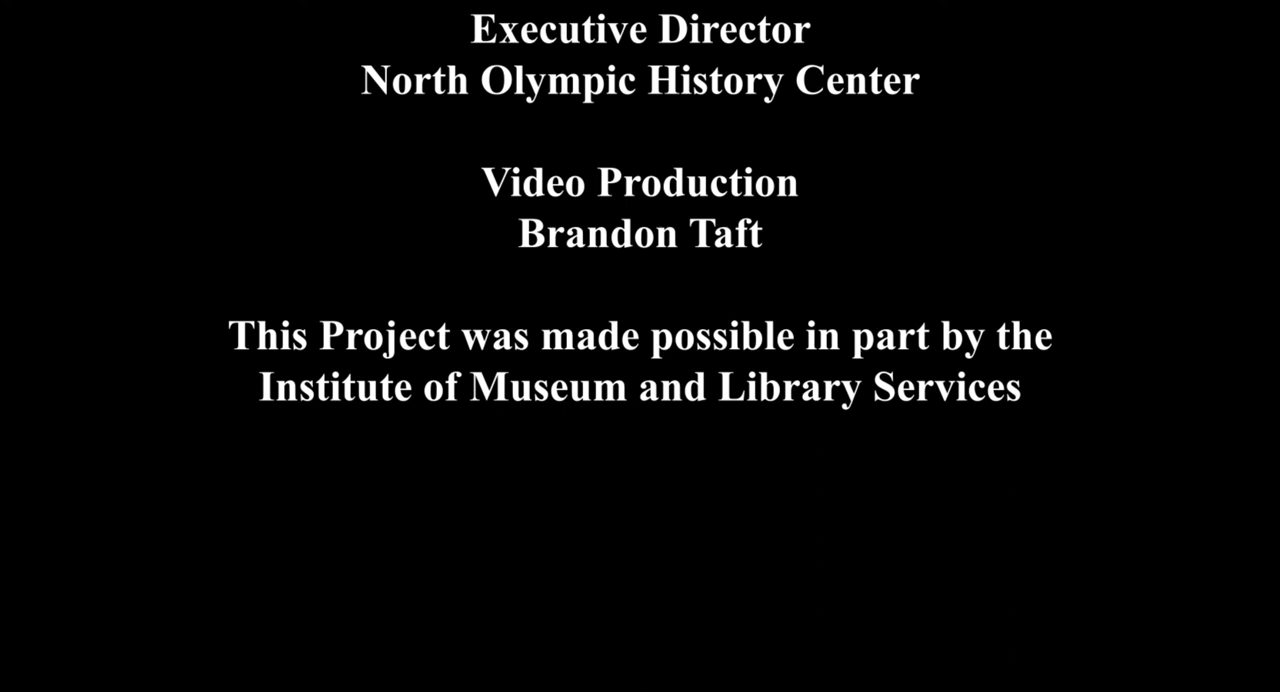 Executive Director
North Olympic History Center
Video Production
Brandon Taft
This Project was made possible in part by the
Institute of Museum and Library Services